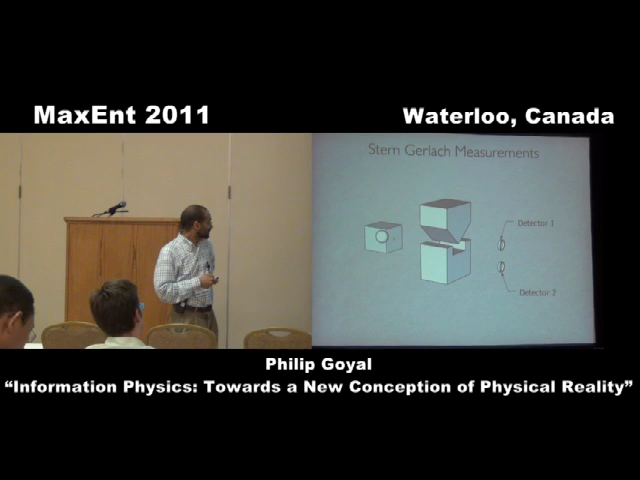 MaxEnt 2011
Waterloo, Canada
Stern Gerlach Measurements
Detector 1
Detector 2
Philip Goyal
“Information Physics: Towards a New Conception of Physical Reality”